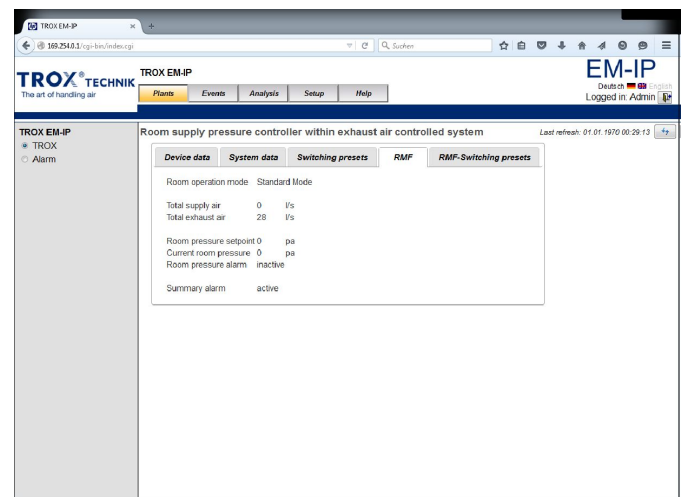 TROX EM-IP
169.254.0.1/cgi-bin/index.cgi
Suchen
TROX® TECHNIK
The art of handling air
TROX EM-IP
EM-IP
Plants Events Analysis Setup Help
Deutsch English
Logged in: Admin
TROX EM-IP
TROX
Alarm
Room supply pressure controller within exhaust air controlled system
Last refresh: 01.01.1970 00:29:13
Device data System data Switching presets RMF RMF-Switching presets
Room operation mode Standard Mode
Total supply air 0 l/s
Total exhaust air 28 l/s
Room pressure setpoint 0 pa
Current room pressure 0 pa
Room pressure alarm inactive
Summary alarm active